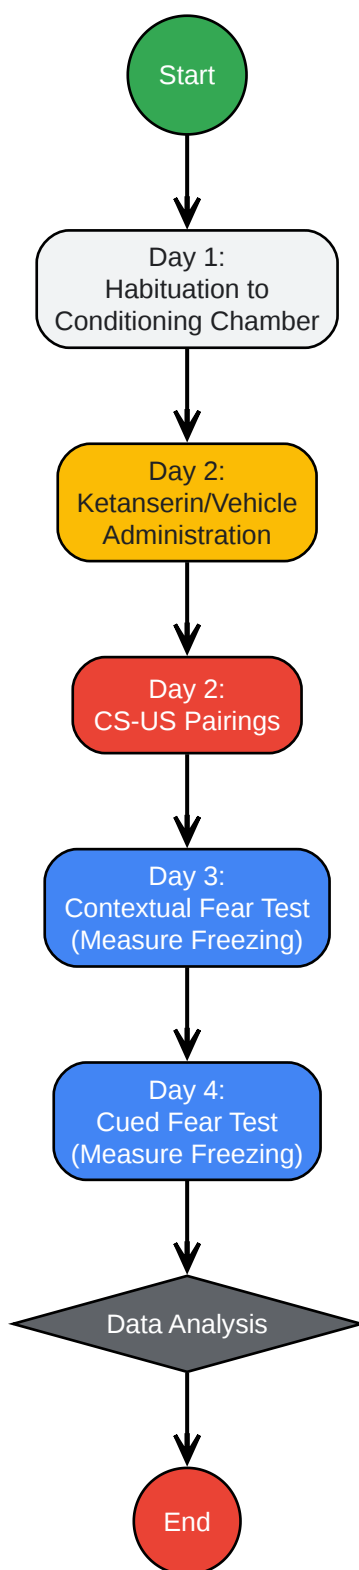 Start
Day 1:
Habituation to
Conditioning Chamber
Day 2:
Ketanserin/Vehicle
Administration
Day 2:
CS-US Pairings
Day 3:
Contextual Fear Test
(Measure Freezing)
Day 4:
Cued Fear Test
(Measure Freezing)
Data Analysis
End